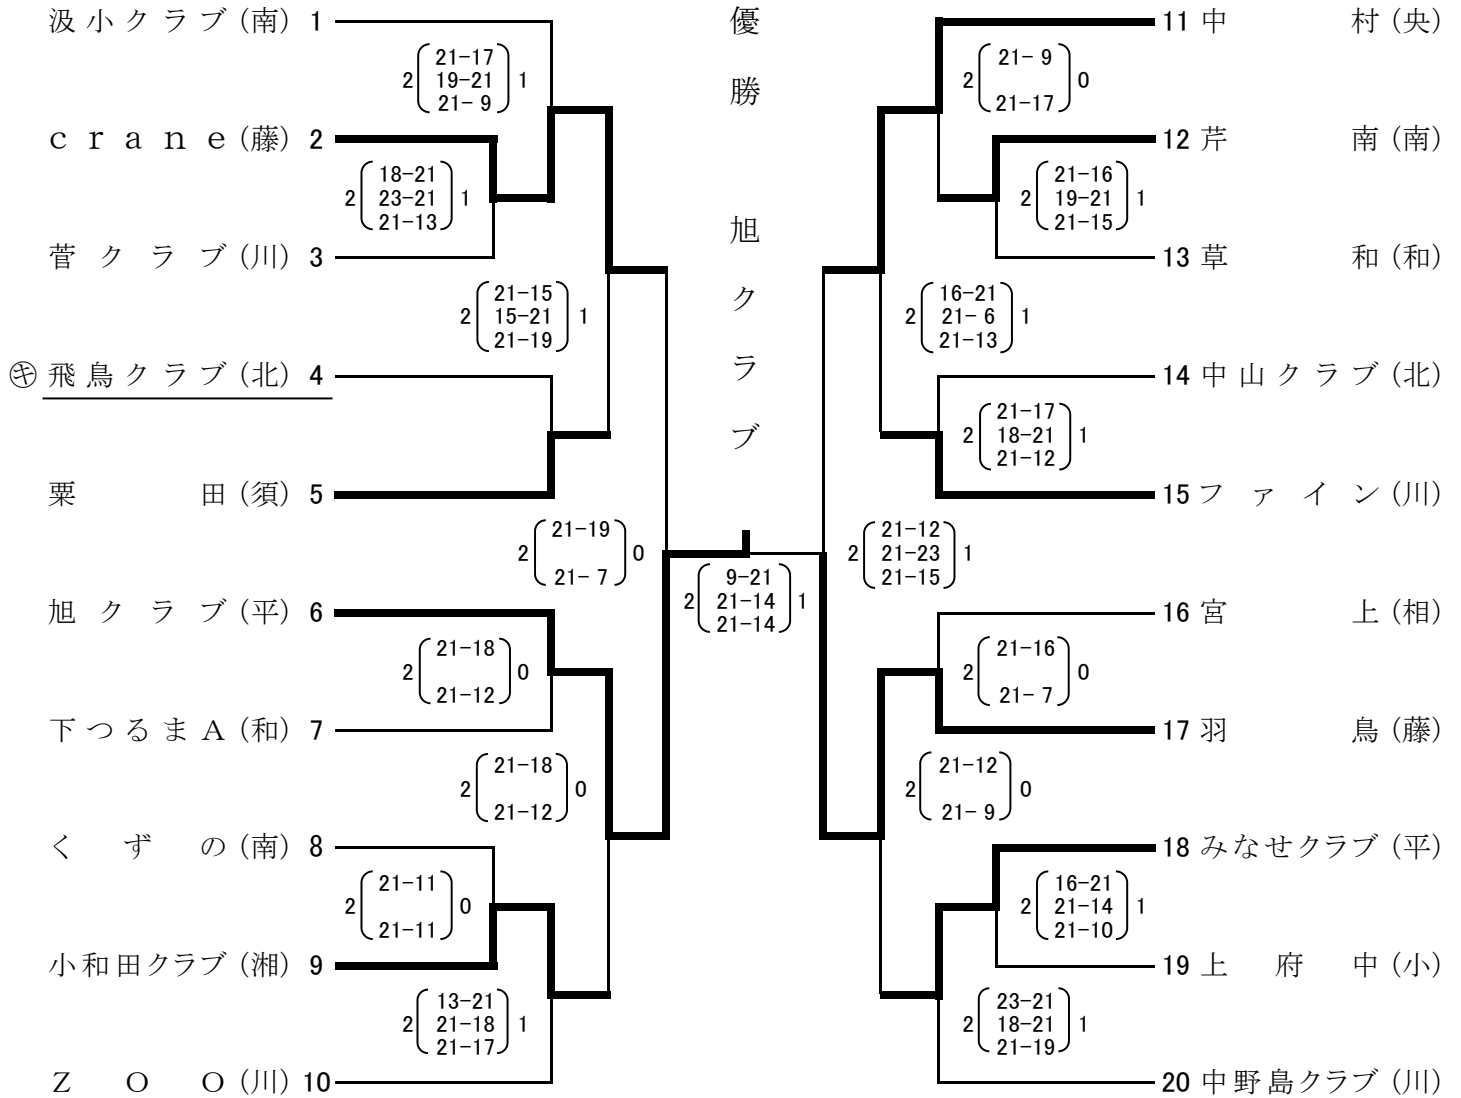 汲小クラブ(南) 1
2 21-17 19-21 21- 9 1
crane(藤) 2
2 18-21 23-21 21-13 1
菅クラブ(川) 3
2 21-15 15-21 21-19 1
㋖ 飛鳥クラブ(北) 4
栗田(須) 5
2 21-19 21- 7 0
旭クラブ(平) 6
2 21-18 21-12 0
下つるまA(和) 7
2 21-18 21-12 0
くずの(南) 8
2 21-11 21-11 0
小和田クラブ(湘) 9
2 13-21 21-18 21-17 1
ZOO(川) 10
優勝 旭クラブ
2 9-21 21-14 21-14 1
11 中村(央)
2 21- 9 21-17 0
12 芹南(南)
2 21-16 19-21 21-15 1
13 草和(和)
2 16-21 21- 6 21-13 1
14 中山クラブ(北)
2 21-17 18-21 21-12 1
15 ファイン(川)
2 21-12 21-23 21-15 1
16 宮上(相)
2 21-16 21- 7 0
17 羽鳥(藤)
2 21-12 21- 9 0
18 みなせクラブ(平)
2 16-21 21-14 21-10 1
19 上府中(小)
2 23-21 18-21 21-19 1
20 中野島クラブ(川)